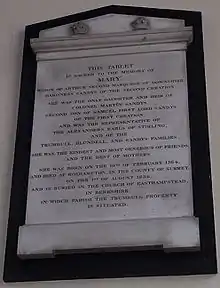 THIS TABLET
IS SACRED TO THE MEMORY OF
MARY,
WIDOW OF ARTHUR SECOND MARQUESS OF DOWNSHIRE
BARONESS SANDYS OF THE SECOND CREATION
SHE WAS THE ONLY DAUGHTER AND HEIR OF
COLONEL MARTIN SANDYS,
SECOND SON OF SAMUEL FIRST LORD SANDYS
OF THE FIRST CREATION
AND WAS THE REPRESENTATIVE OF
THE ALEXANDERS EARLS OF STIRLING,
AND OF THE
TRUMBULL, BLUNDELL, AND SANDYS FAMILIES.
SHE WAS THE KINDEST AND MOST GENEROUS OF FRIENDS,
AND THE BEST OF MOTHERS.
SHE WAS BORN ON THE OF FEBRUARY 1764,
AND DIED AT ROEHAMPTON, IN THE COUNTY OF SURREY,
ON THE 1ST OF AUGUST 1836,
AND IS BURIED IN THE CHURCH OF EASTHAMPSTEAD,
IN BERKSHIRE,
IN WHICH PARISH THE TRUMBULL PROPERTY
IS SITUATED.